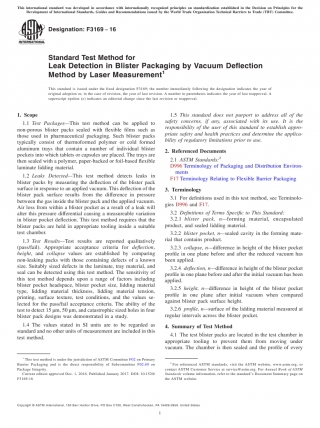 This international standard was developed in accordance with internationally recognized principles on standardization established in the Decision on Principles for the
Development of International Standards, Guides and Recommendations issued by the World Trade Organization Technical Barriers to Trade (TBT) Committee.
Designation: F3169 − 16
Standard Test Method for
Leak Detection in Blister Packaging by Vacuum Deflection
Method by Laser Measurement¹
This standard is issued under the fixed designation F3169; the number immediately following the designation indicates the year of
original adoption or, in the case of revision, the year of last revision. A number in parentheses indicates the year of last reapproval. A
superscript epsilon (ε) indicates an editorial change since the last revision or reapproval.
1. Scope
1.1 Test Packages—This test method can be applied to
non-porous blister packs sealed with flexible films such as
those used in pharmaceutical packaging. Such blister packs
typically consist of thermoformed polymer or cold formed
aluminum trays that contain a number of individual blister
pockets into which tablets or capsules are placed. The trays are
then sealed with a polymer, paper-backed or foil-based flexible
laminate lidding material.
1.2 Leaks Detected—This test method detects leaks in
blister packs by measuring the deflection of the blister pack
surface in response to an applied vacuum. This deflection of the
blister pack surface results from the difference in pressure
between the gas inside the blister pack and the applied vacuum.
Air loss from within a blister pocket as a result of a leak will
alter this pressure differential causing a measurable variation
in blister pocket deflection. This test method requires that the
blister packs are held in appropriate tooling inside a suitable
test chamber.
1.3 Test Results—Test results are reported qualitatively
(pass/fail). Appropriate acceptance criteria for deflection,
height, and collapse values are established by comparing
non-leaking packs with those containing defects of a known
size. Suitably sized defects in the laminate, tray material, and
seal can be detected using this test method. The sensitivity of
this test method depends upon a range of factors including
blister pocket headspace, blister pocket size, lidding material
type, lidding material thickness, lidding material tension,
printing, surface texture, test conditions, and the values se-
lected for the pass/fail acceptance criteria. The ability of the
test to detect 15 μm, 50 μm, and catastrophic sized holes in four
blister pack designs was demonstrated in a study.
1.4 The values stated in SI units are to be regarded as
standard and no other units of measurement are included in this
test method.
1.5 This standard does not purport to address all of the
safety concerns, if any, associated with its use. It is the
responsibility of the user of this standard to establish appro-
priate safety and health practices and determine the applica-
bility of regulatory limitations prior to use.
2. Referenced Documents
2.1 ASTM Standards:²
D996 Terminology of Packaging and Distribution Environ-
ments
F17 Terminology Relating to Flexible Barrier Packaging
3. Terminology
3.1 For definitions used in this test method, see Terminolo-
gies D996 and F17.
3.2 Definitions of Terms Specific to This Standard:
3.2.1 blister pack, n—forming material, encapsulated
product, and sealed lidding material.
3.2.2 blister pocket, n—sealed cavity in the forming mate-
rial that contains product.
3.2.3 collapse, n—difference in height of the blister pocket
profile in one plane before and after the reduced vacuum has
been applied.
3.2.4 deflection, n—difference in height of the blister pocket
profile in one plane before and after the initial vacuum has been
applied.
3.2.5 height, n—difference in height of the blister pocket
profile in one plane after initial vacuum when compared
against blister pack surface height.
3.2.6 profile, n—surface of the lidding material measured at
regular intervals across the blister pocket.
4. Summary of Test Method
4.1 The test blister packs are located in the test chamber in
appropriate tooling to prevent them from moving under
vacuum. The chamber is then sealed and the profile of every
¹ This test method is under the jurisdiction of ASTM Committee F02 on Primary
Barrier Packaging and is the direct responsibility of Subcommittee F02.40 on
Package Integrity.
Current edition approved Dec. 1, 2016. Published January 2017. DOI: 10.1520/
F3169-16.
² For referenced ASTM standards, visit the ASTM website, www.astm.org, or
contact ASTM Customer Service at service@astm.org. For Annual Book of ASTM
Standards volume information, refer to the standard's Document Summary page on
the ASTM website.
Copyright © ASTM International, 100 Barr Harbor Drive, PO Box C700, West Conshohocken, PA 19428-2959. United States
1